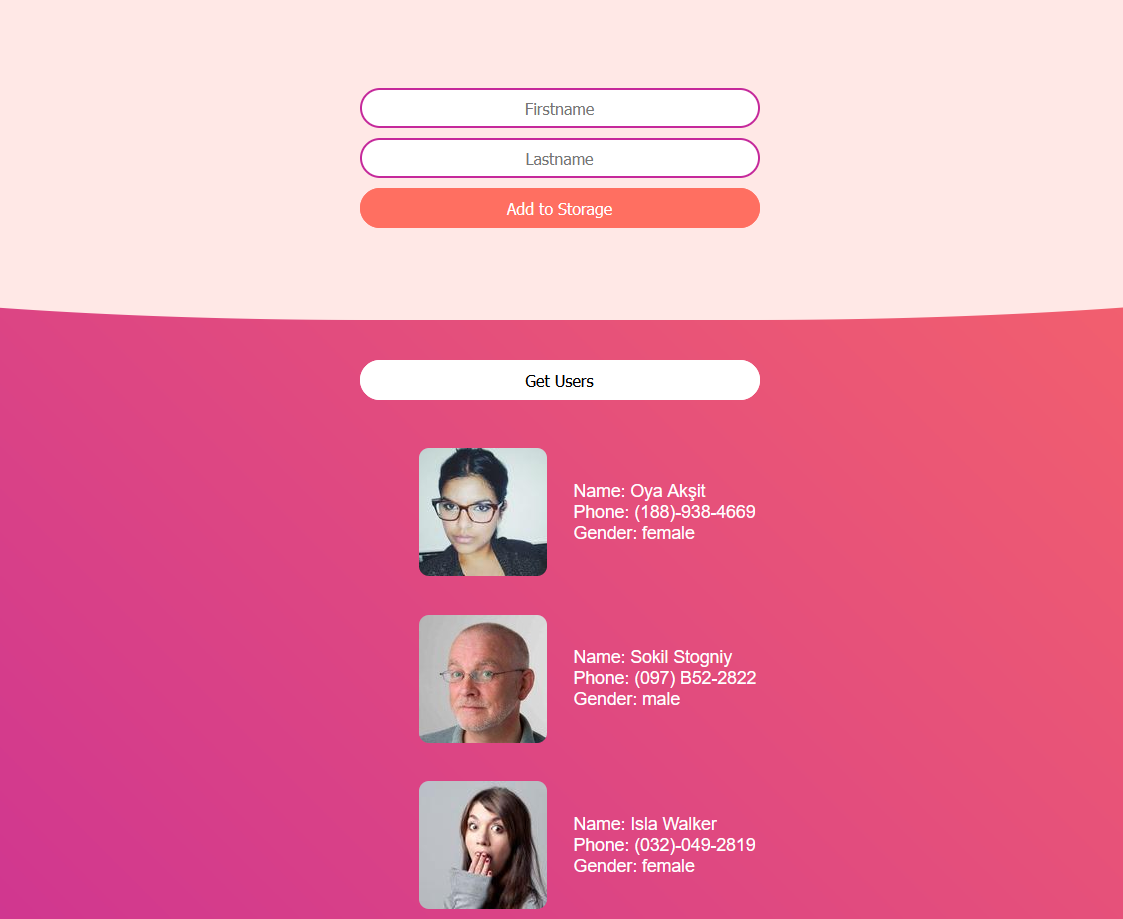 Firstname
Lastname
Add to Storage
Get Users
Name: Oya Akşit
Phone: (188)-938-4669
Gender: female
Name: Sokil Stogniy
Phone: (097) B52-2822
Gender: male
Name: Isla Walker
Phone: (032)-049-2819
Gender: female